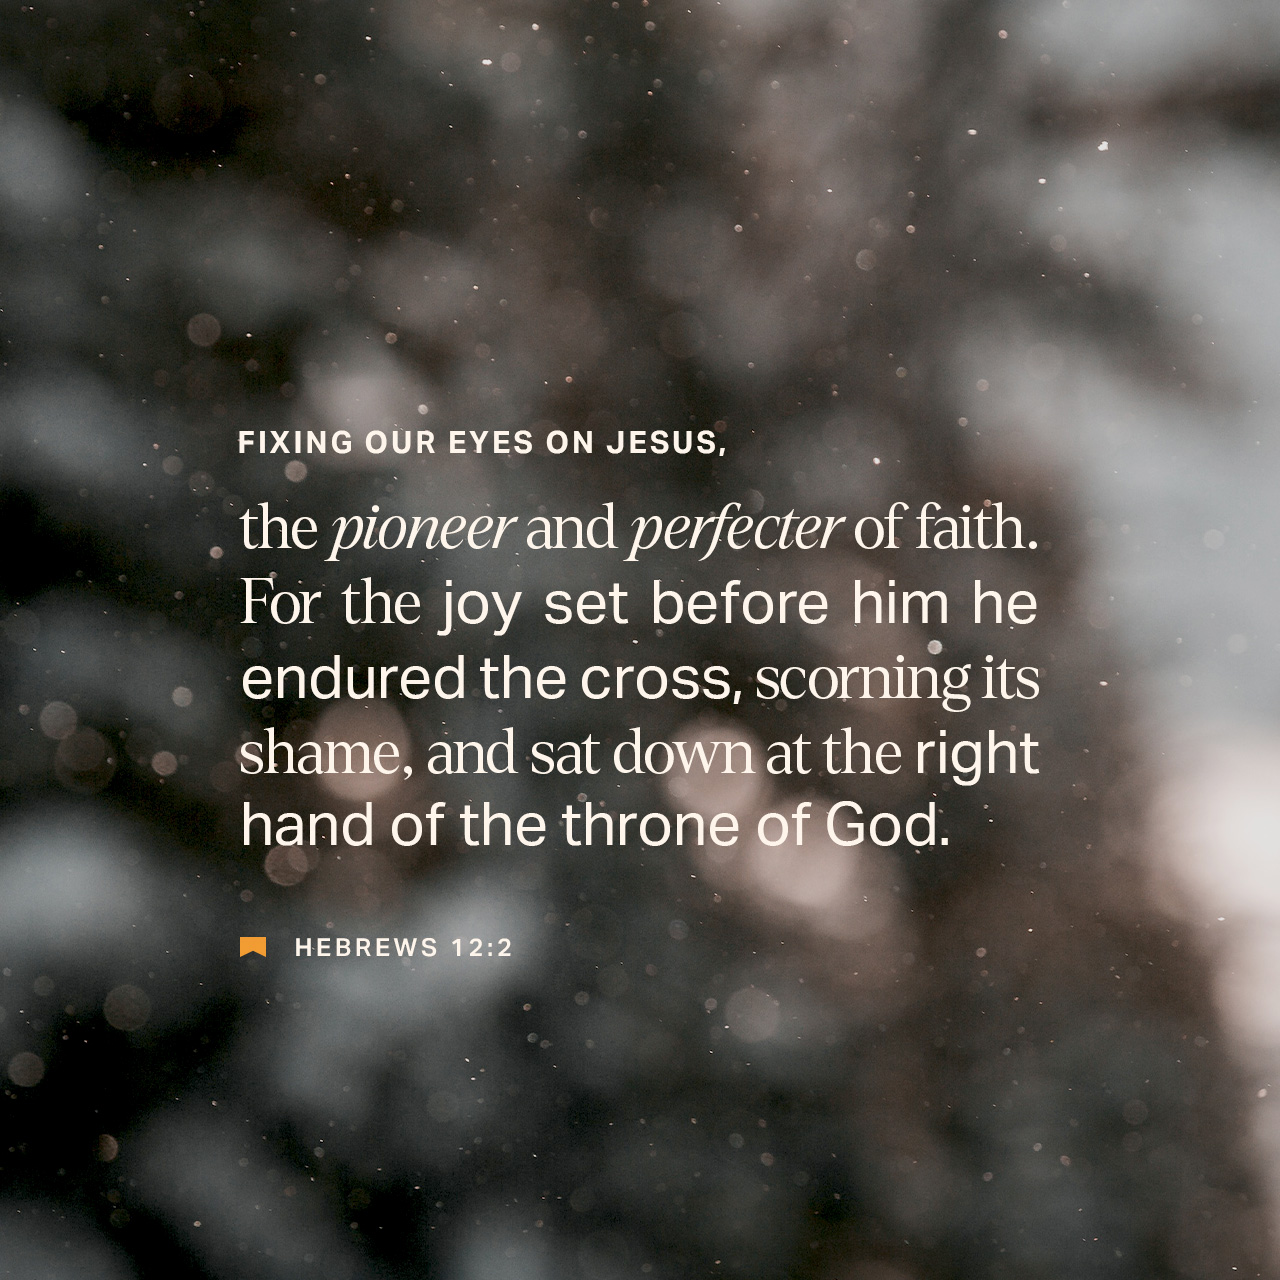 FIXING OUR EYES ON JESUS,
the pioneer and perfecter of faith.
For the joy set before him he
endured the cross, scorning its
shame, and sat down at the right
hand of the throne of God.
HEBREWS 12:2